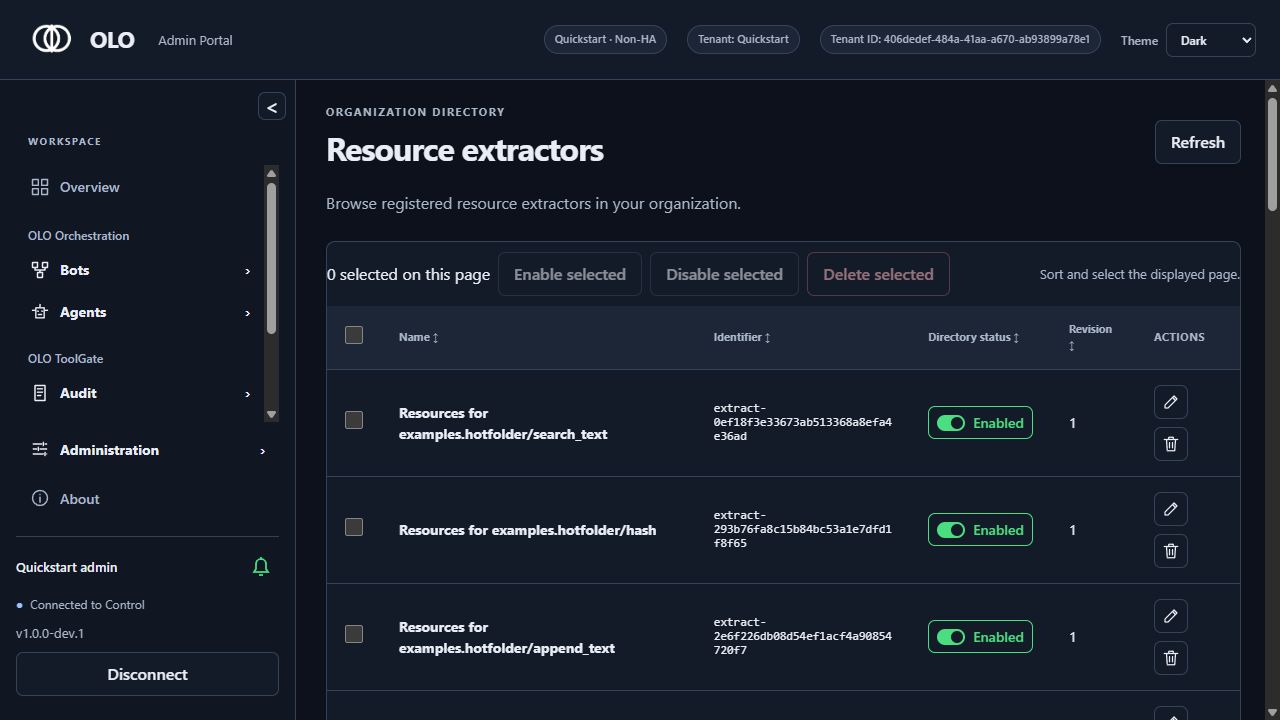 OLO
Admin Portal
Quickstart · Non-HA
Tenant: Quickstart
Tenant ID: 406dedef-484a-41aa-a670-ab93899a78e1
Theme
Dark
<
WORKSPACE
Overview
OLO Orchestration
Bots ›
Agents ›
OLO ToolGate
Audit ›
Administration ›
About
Quickstart admin
Connected to Control
v1.0.0-dev.1
Disconnect
ORGANIZATION DIRECTORY
Resource extractors
Refresh
Browse registered resource extractors in your organization.
0 selected on this page
Enable selected
Disable selected
Delete selected
Sort and select the displayed page.
Name ↕
Identifier ↕
Directory status ↕
Revision
↕
ACTIONS
Resources for
examples.hotfolder/search_text
extract-
0ef18f3e33673ab513368a8efa4
e36ad
Enabled
1
Resources for examples.hotfolder/hash
extract-
293b76fa8c15b84bc53a1e7dfd1
f8f65
Enabled
1
Resources for
examples.hotfolder/append_text
extract-
2e6f226db08d54ef1acf4a90854
720f7
Enabled
1